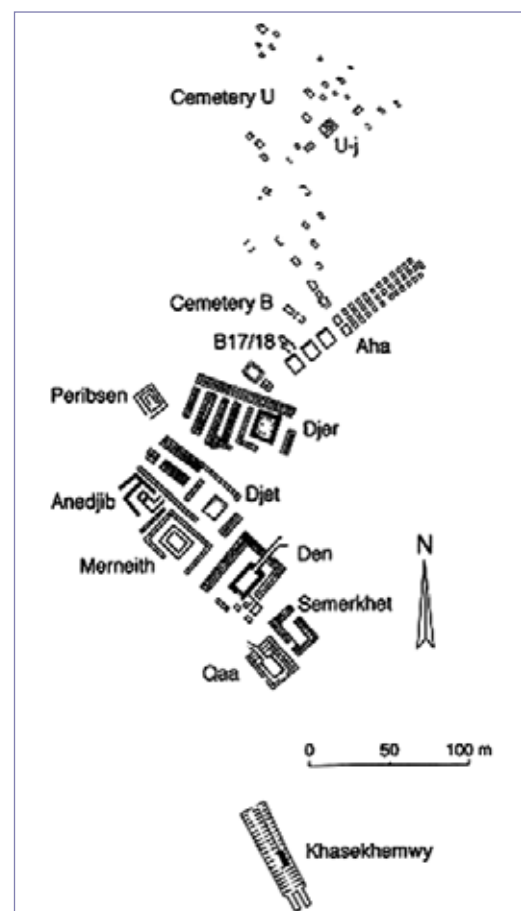 Cemetery U
U-j
Cemetery B
B17/18
Aha
Peribsen
Djer
Djet
Anedjib
Merneith
Den
N
Semerkhet
Qaa
0 50 100 m
Khasekhemwy